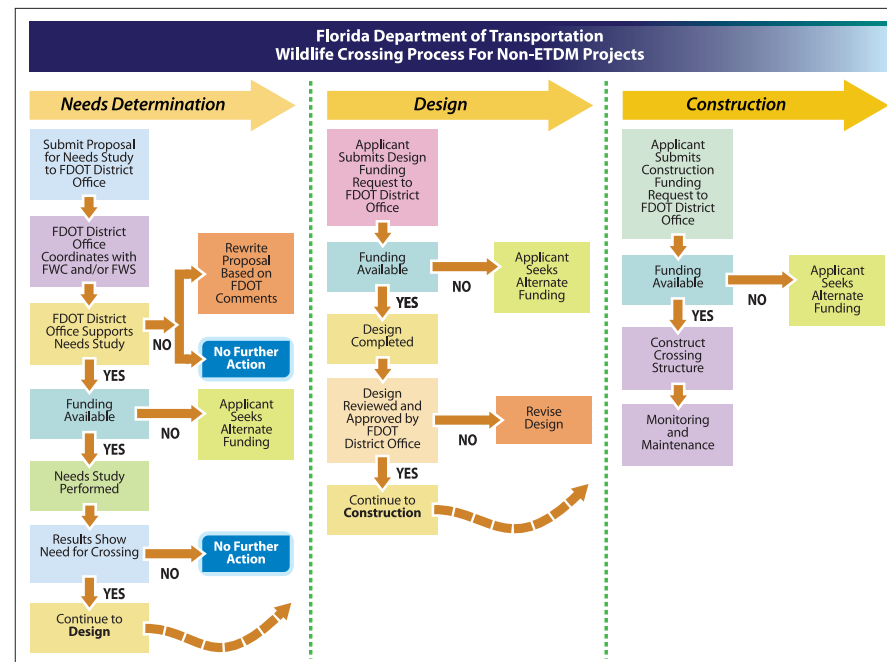 Florida Department of Transportation
Wildlife Crossing Process For Non-ETDM Projects
Needs Determination
Submit Proposal
for Needs Study
to FDOT District
Office
FDOT District
Office
Coordinates with
FWC and/or FWS
Rewrite
Proposal
Based on
FDOT
Comments
FDOT District
Office Supports
Needs Study
NO
No Further
Action
YES
Funding
Available
NO
Applicant
Seeks
Alternate
Funding
YES
Needs Study
Performed
Results Show
Need for Crossing
NO
No Further
Action
YES
Continue to
Design
Design
Applicant
Submits Design
Funding
Request to
FDOT District
Office
Funding
Available
NO
Applicant
Seeks
Alternate
Funding
YES
Design
Completed
Design
Reviewed and
Approved by
FDOT
District Office
NO
Revise
Design
YES
Continue to
Construction
Construction
Applicant
Submits
Construction
Funding
Request to
FDOT District
Office
Funding
Available
NO
Applicant
Seeks
Alternate
Funding
YES
Construct
Crossing
Structure
Monitoring
and
Maintenance